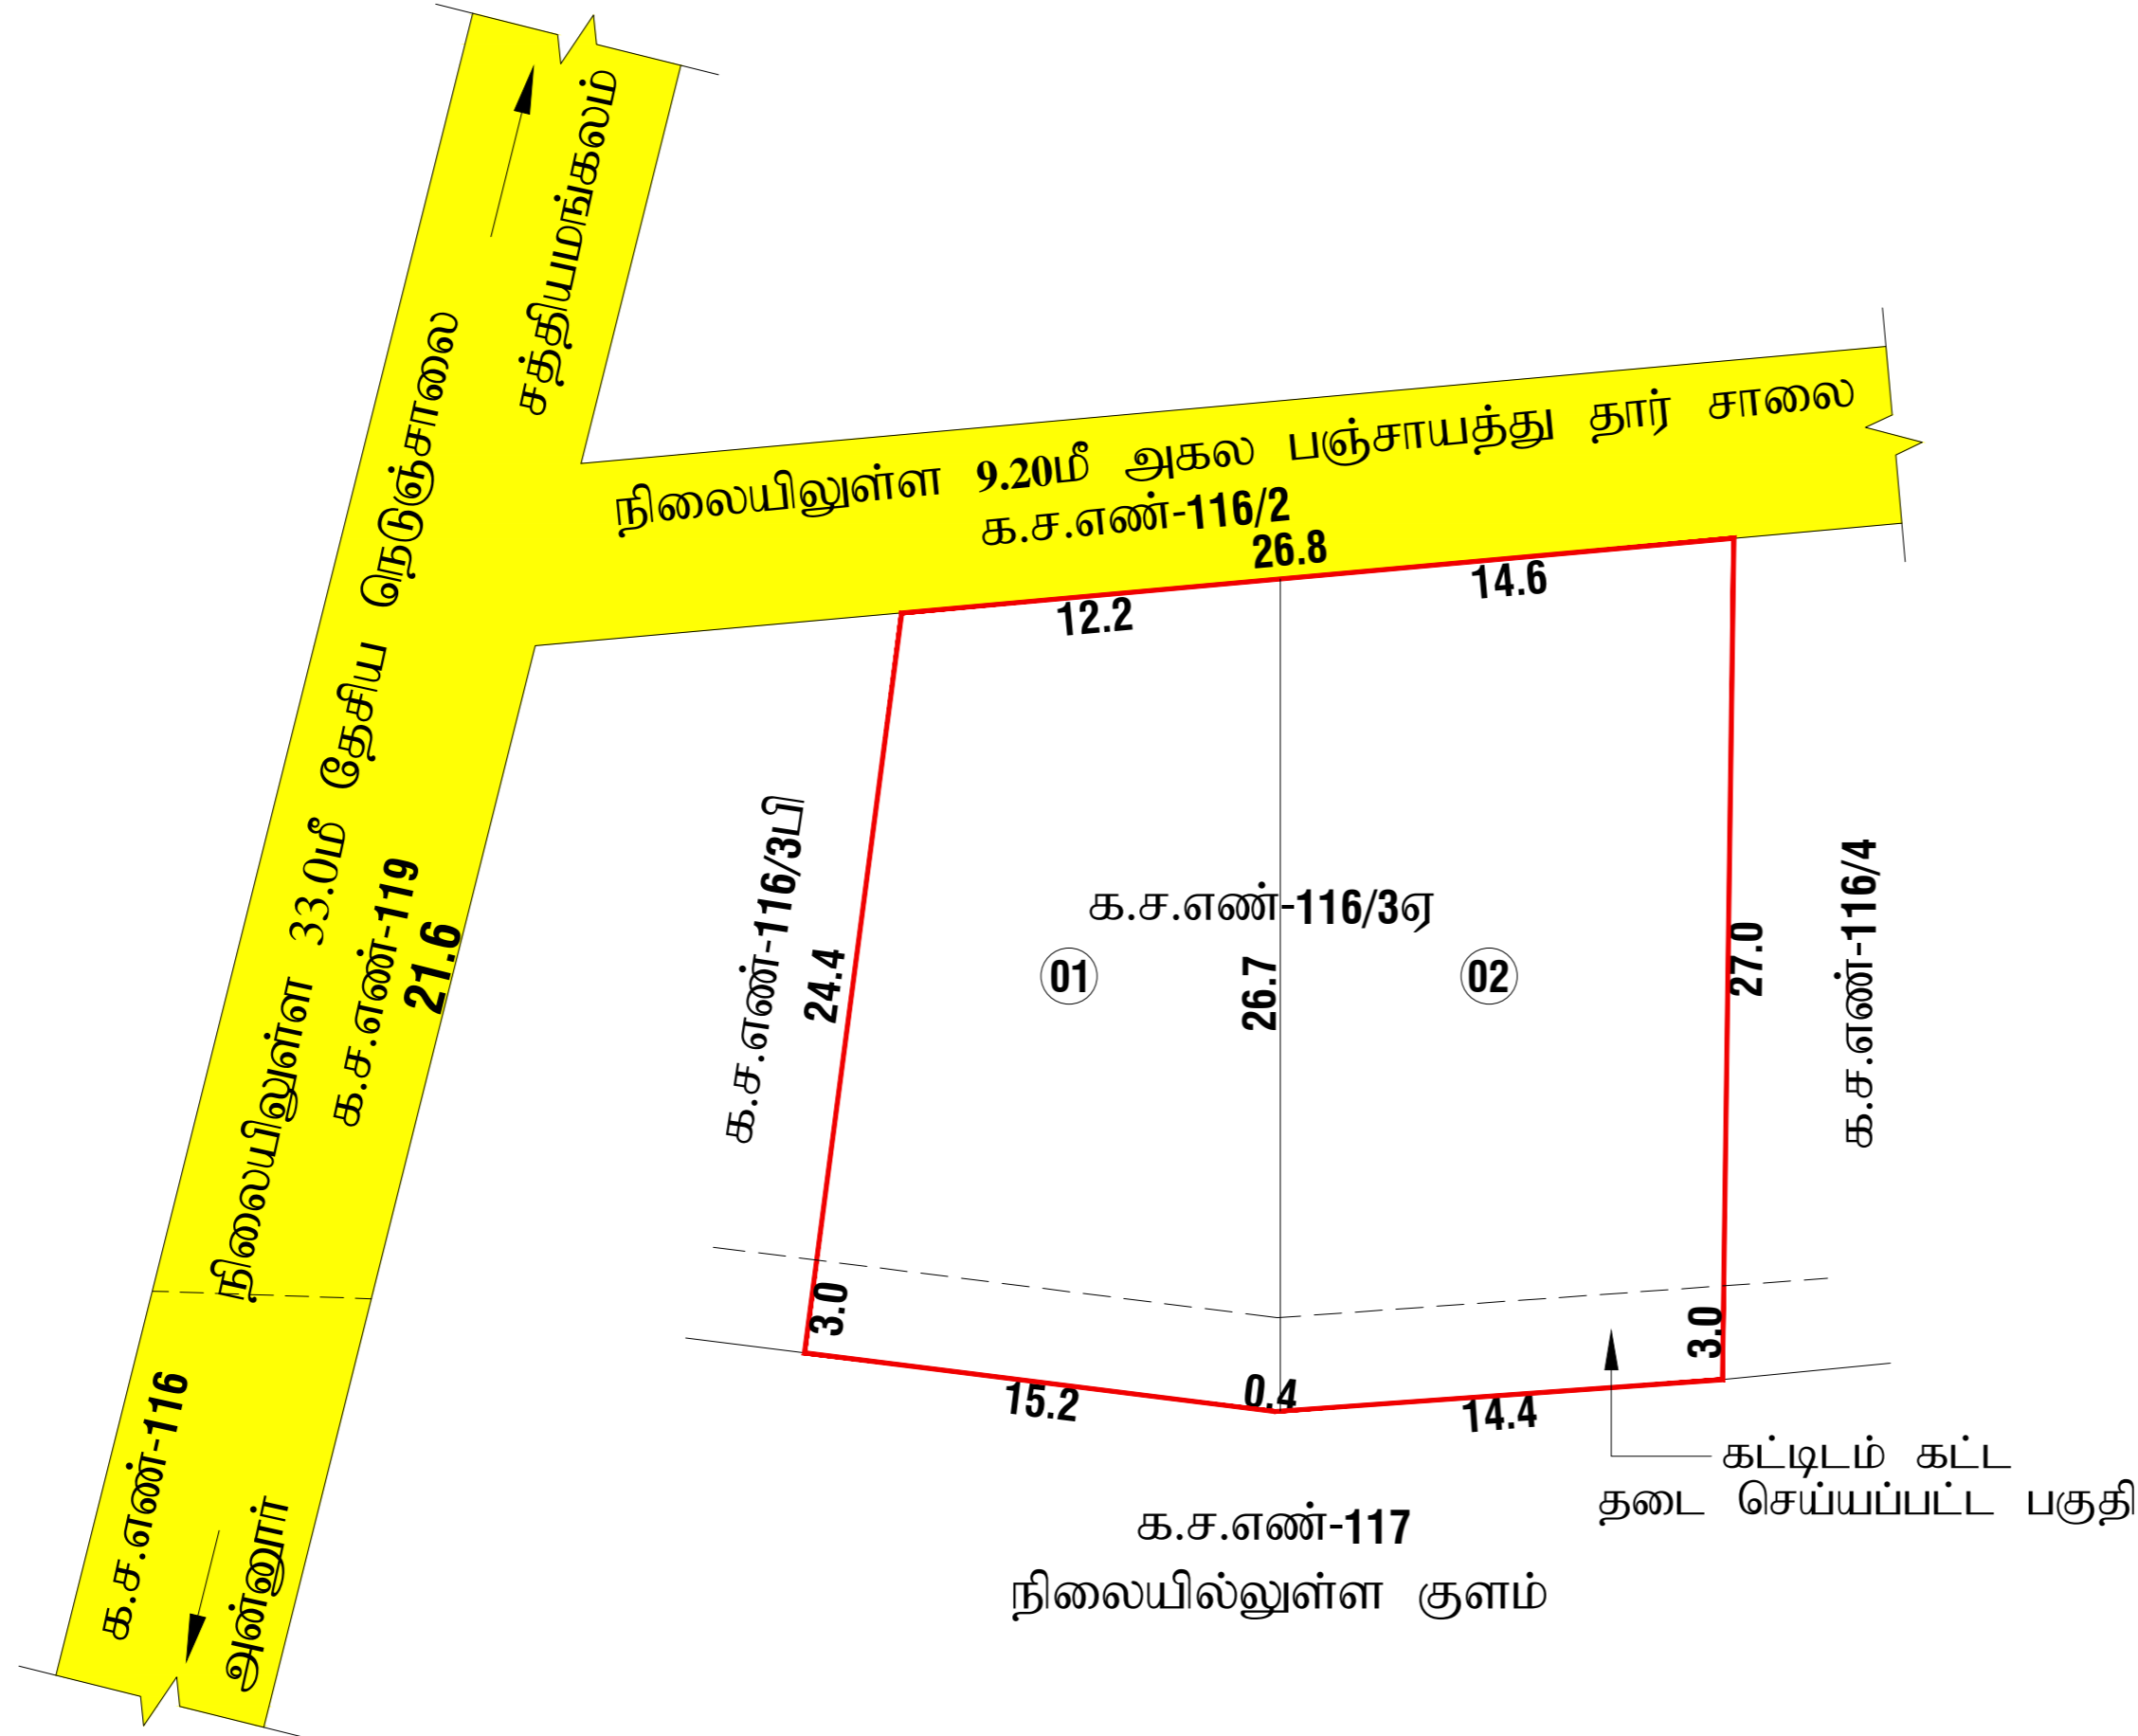 சத்தியமங்கலம்
நிலையிலுள்ள 33.0மீ தேசிய நெடுஞ்சாலை
க.ச.எண்-119
21.6
க.ச.எண்-116
அன்னூர்
நிலையிலுள்ள 9.20மீ அகல பஞ்சாயத்து தார் சாலை
க.ச.எண்-116/2
26.8
12.2
14.6
க.ச.எண்-116/3பி
24.4
க.ச.எண்-116/3ஏ
01
26.7
02
27.0
க.ச.எண்-116/4
3.0
3.0
15.2
0.4
14.4
கட்டிடம் கட்ட
தடை செய்யப்பட்ட பகுதி
க.ச.எண்-117
நிலையில்லுள்ள குளம்